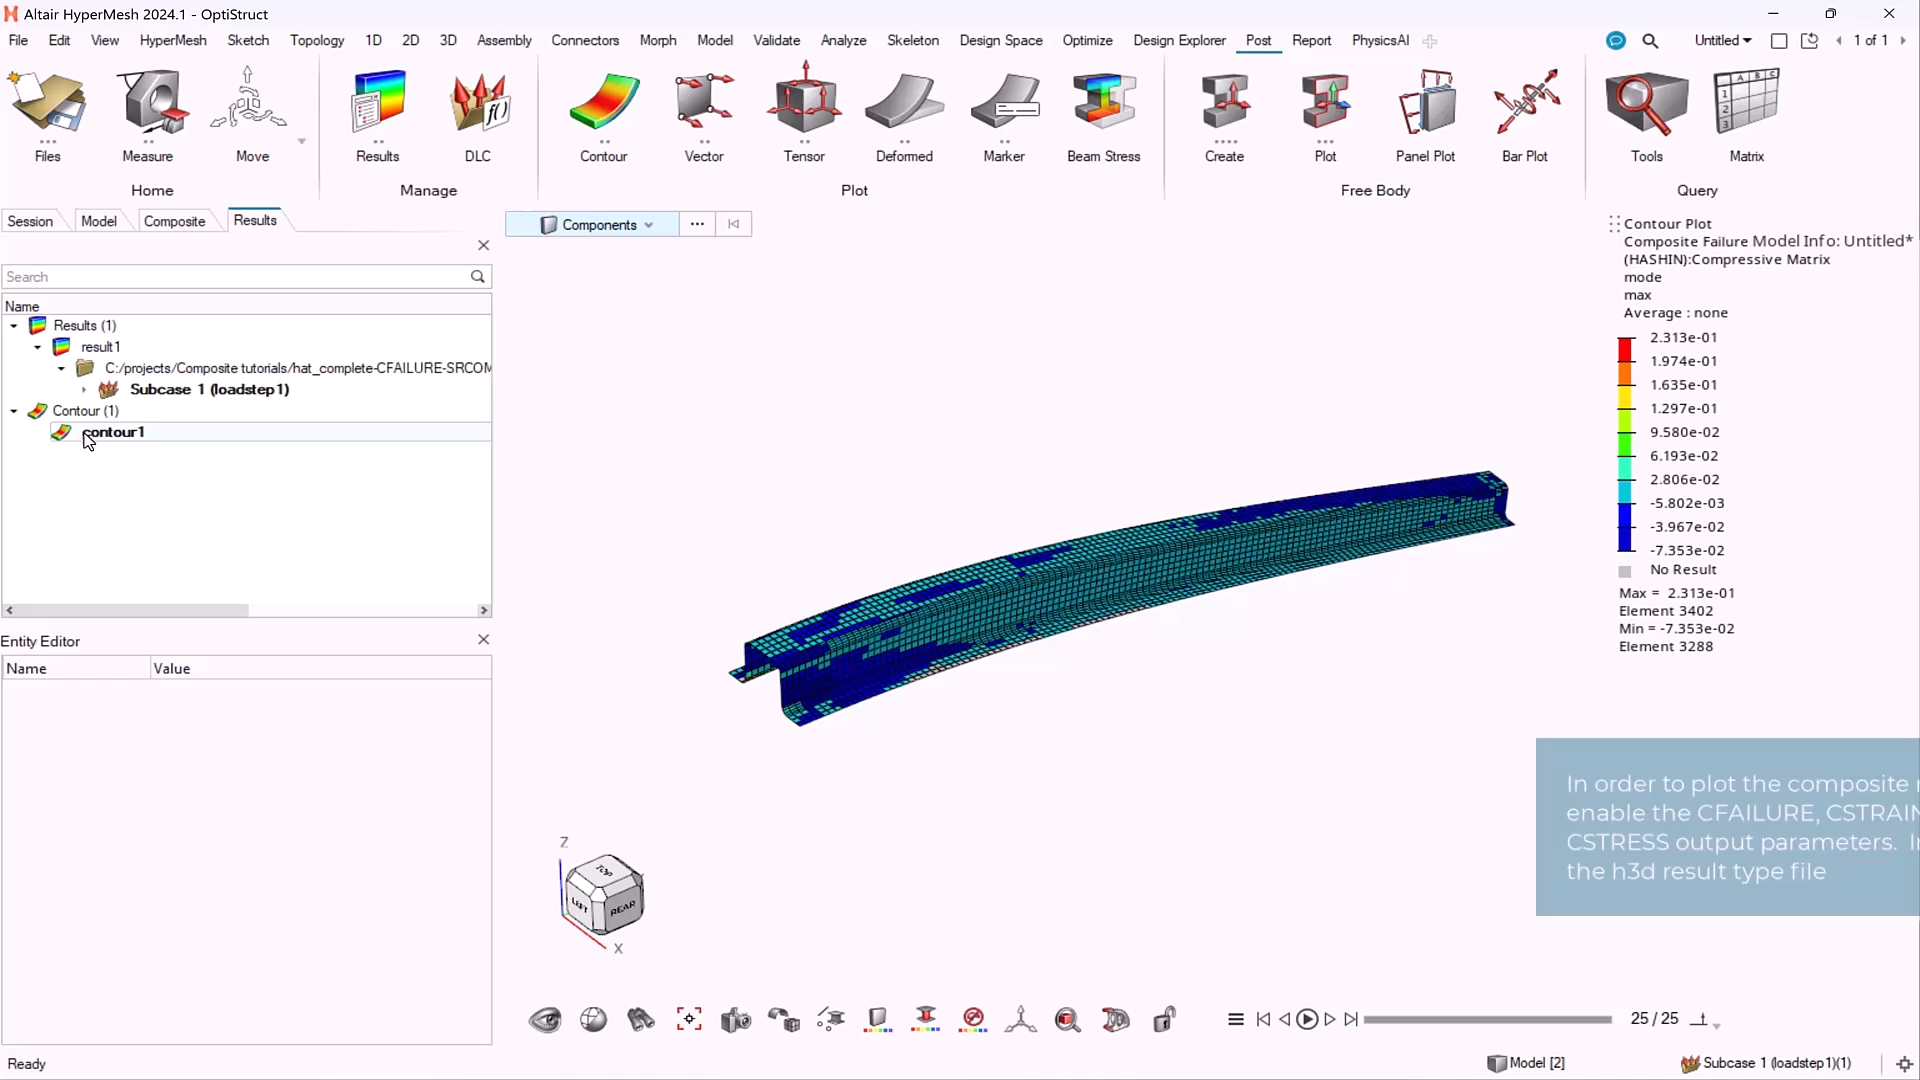 Altair HyperMesh 2024.1 - OptiStruct
File Edit View HyperMesh Sketch Topology 1D 2D 3D Assembly Connectors Morph Model Validate Analyze Skeleton Design Space Optimize Design Explorer Post Report PhysicsAI Untitled 1 of 1
Files Measure Move Results DLC Contour Vector Tensor Deformed Marker Beam Stress Create Plot Panel Plot Bar Plot Tools Matrix
Home Manage Plot Free Body Query
Session Model Composite Results
Components
Search
Name
Results (1)
result1
C:/projects/Composite tutorials/hat_complete-CFAILURE-SRCOM
Subcase 1 (loadstep1)
Contour (1)
contour1
Entity Editor
Name Value
Contour Plot
Composite Failure Model Info: Untitled*
(HASHIN):Compressive Matrix
mode
max
Average : none
2.313e-01
1.974e-01
1.635e-01
1.297e-01
9.580e-02
6.193e-02
2.806e-02
-5.802e-03
-3.967e-02
-7.353e-02
No Result
Max = 2.313e-01
Element 3402
Min = -7.353e-02
Element 3288
In order to plot the composite
enable the CFAILURE, CSTRAIN
CSTRESS output parameters.
the h3d result type file
Z
TOP
LEFT REAR
X
25 / 25
Ready
Model [2]
Subcase 1 (loadstep1)(1)